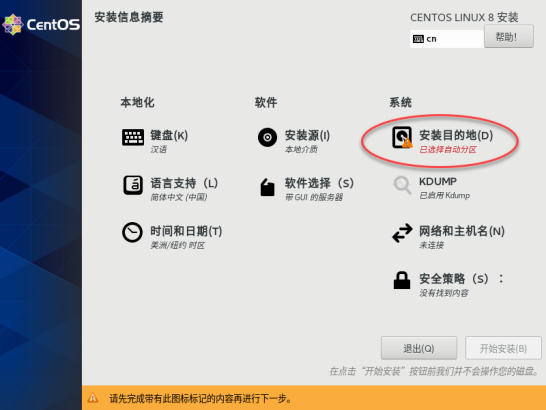 CentOS
安装信息摘要
CENTOS LINUX 8 安装
cn
帮助!
本地化
软件
系统
键盘(K)
汉语
安装源(I)
本地介质
安装目的地(D)
已选择自动分区
语言支持（L）
简体中文 (中国)
软件选择（S）
带 GUI 的服务器
KDUMP
已启用 Kdump
时间和日期(T)
美洲/纽约 时区
网络和主机名(N)
未连接
安全策略（S）：
没有找到内容
退出(Q)
开始安装(B)
在点击“开始安装”按钮前我们并不会操作您的磁盘。
请先完成带有此图标标记的内容再进行下一步。